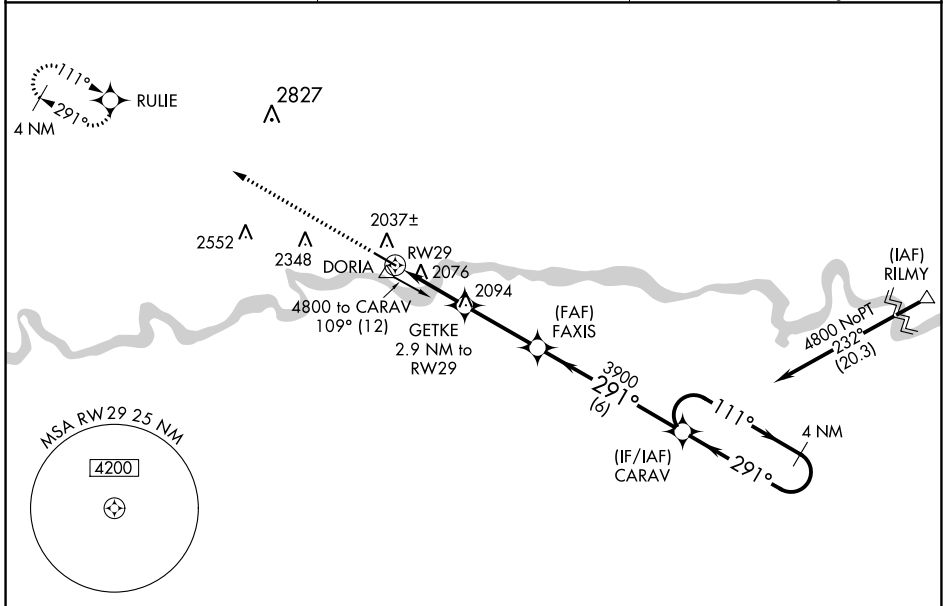 2827
111°
291°
RULIE
4 NM
2037±
2552
2348
DORIA
RW29
2076
4800 to CARAV
109° (12)
2094
GETKE
2.9 NM to
RW29
(FAF)
FAXIS
(IAF)
RILMY
4800 NoPT
232°
(20.3)
3900
291°
(6)
111°
4 NM
291°
(IF/IAF)
CARAV
MSA RW29 25 NM
4200